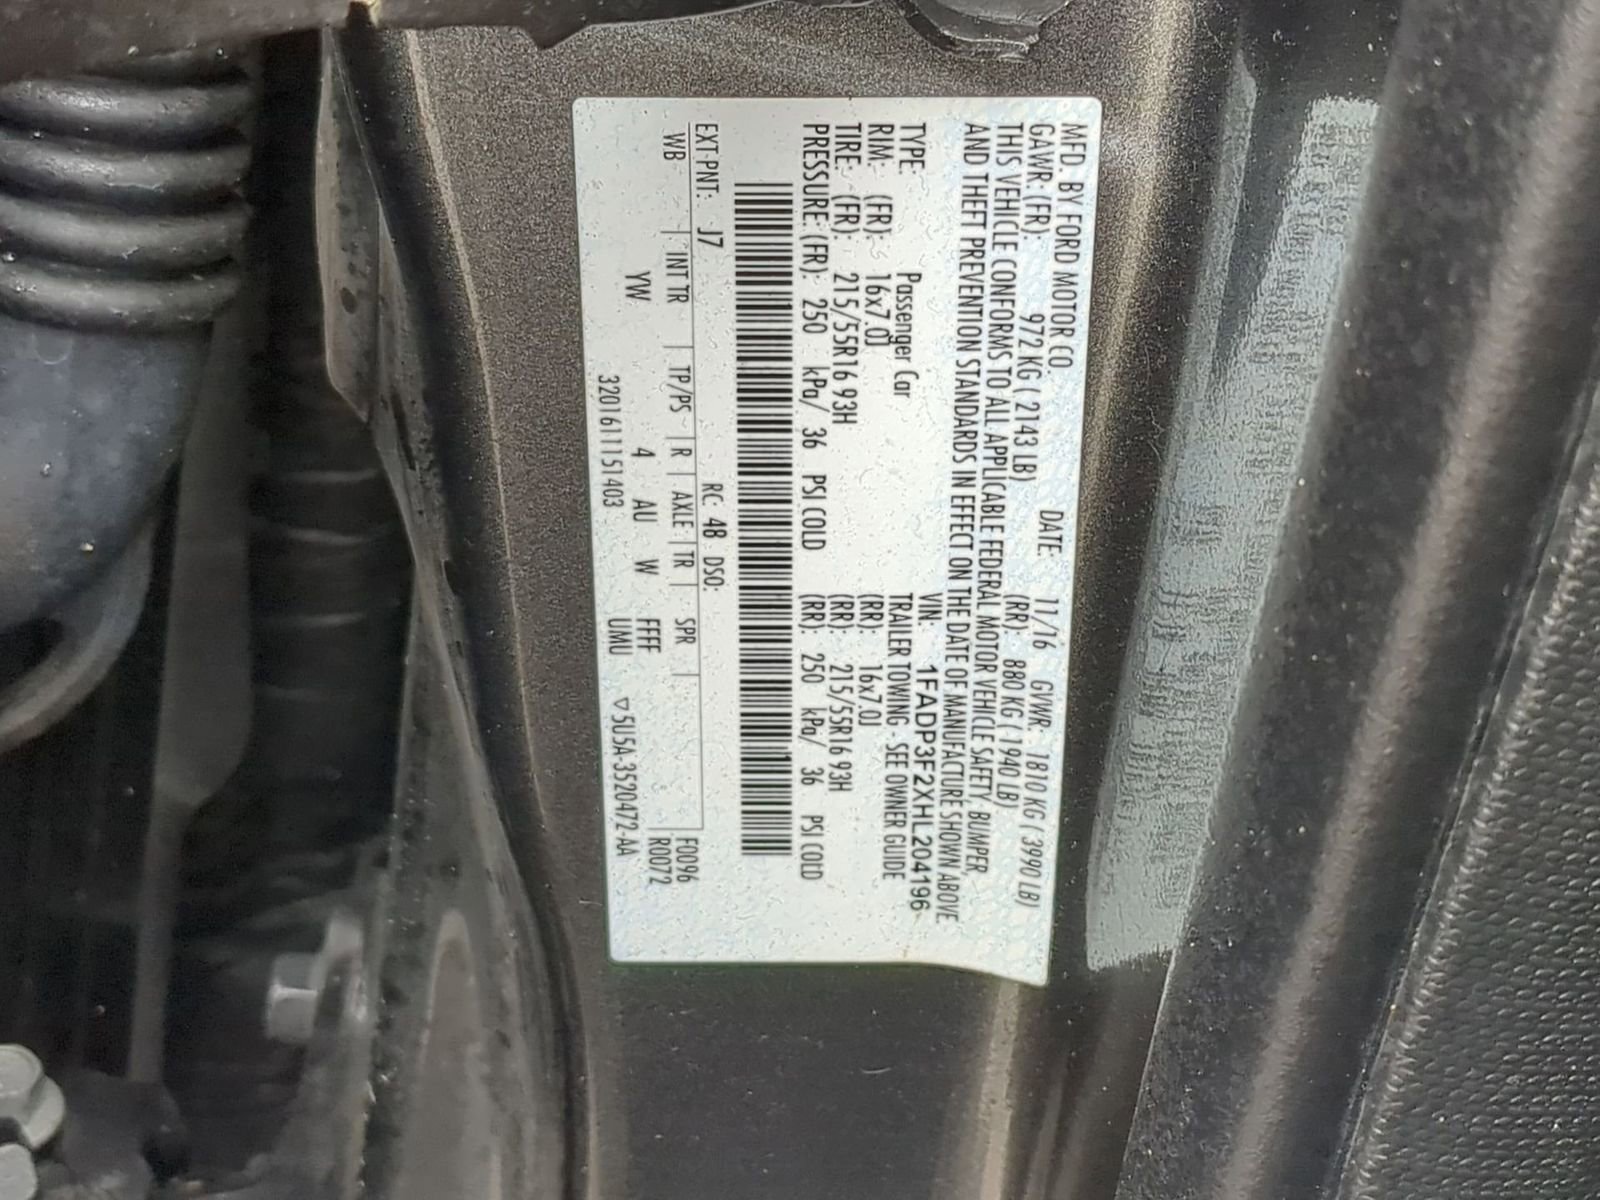 MFD. BY FORD MOTOR CO.
DATE: 11/16 GVWR: 1810 KG ( 3990 LB)
GAWR: (FR): 972 KG ( 2143 LB) (RR): 880 KG ( 1940 LB)
THIS VEHICLE CONFORMS TO ALL APPLICABLE FEDERAL MOTOR VEHICLE SAFETY, BUMPER,
AND THEFT PREVENTION STANDARDS IN EFFECT ON THE DATE OF MANUFACTURE SHOWN ABOVE
VIN: 1FADP3F2XHL204196
TYPE: Passenger Car TRAILER TOWING - SEE OWNER GUIDE
RIM: (FR): 16x7.0J (RR): 16x7.0J
TIRE: (FR): 215/55R16 93H (RR): 215/55R16 93H
PRESSURE: (FR): 250 kPa/ 36 PSI COLD (RR): 250 kPa/ 36 PSI COLD
EXT PNT: J7 RC: 4B DSO: F0096
WB INT TR TP/PS R AXLE TR SPR R0072
YW 4 AU W FFFF
UMU ▽5U5A-3520472-AA
3201611151403